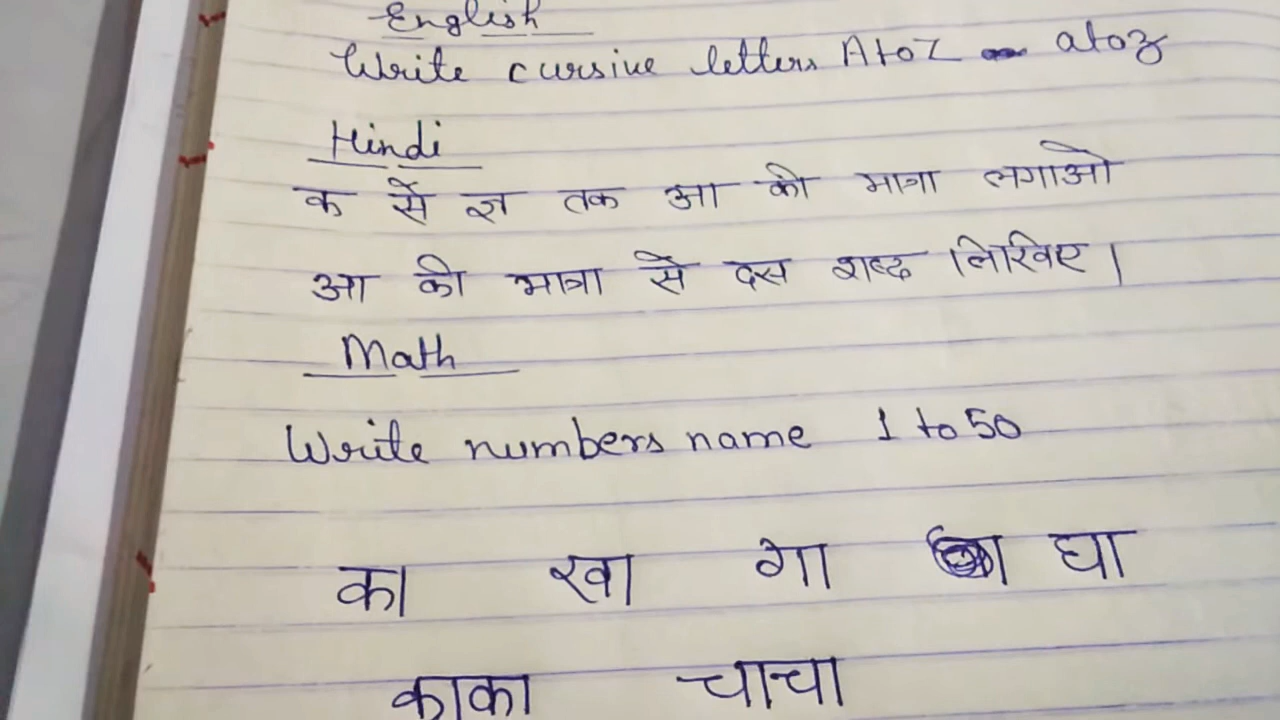 English
Write cursive letters A to Z a to z
Hindi
क से ज्ञ तक आ की मात्रा लगाओ
आ की मात्रा से दस शब्द लिखिए।
Math
Write numbers name 1 to 50
का खा गा घा
काका चाचा